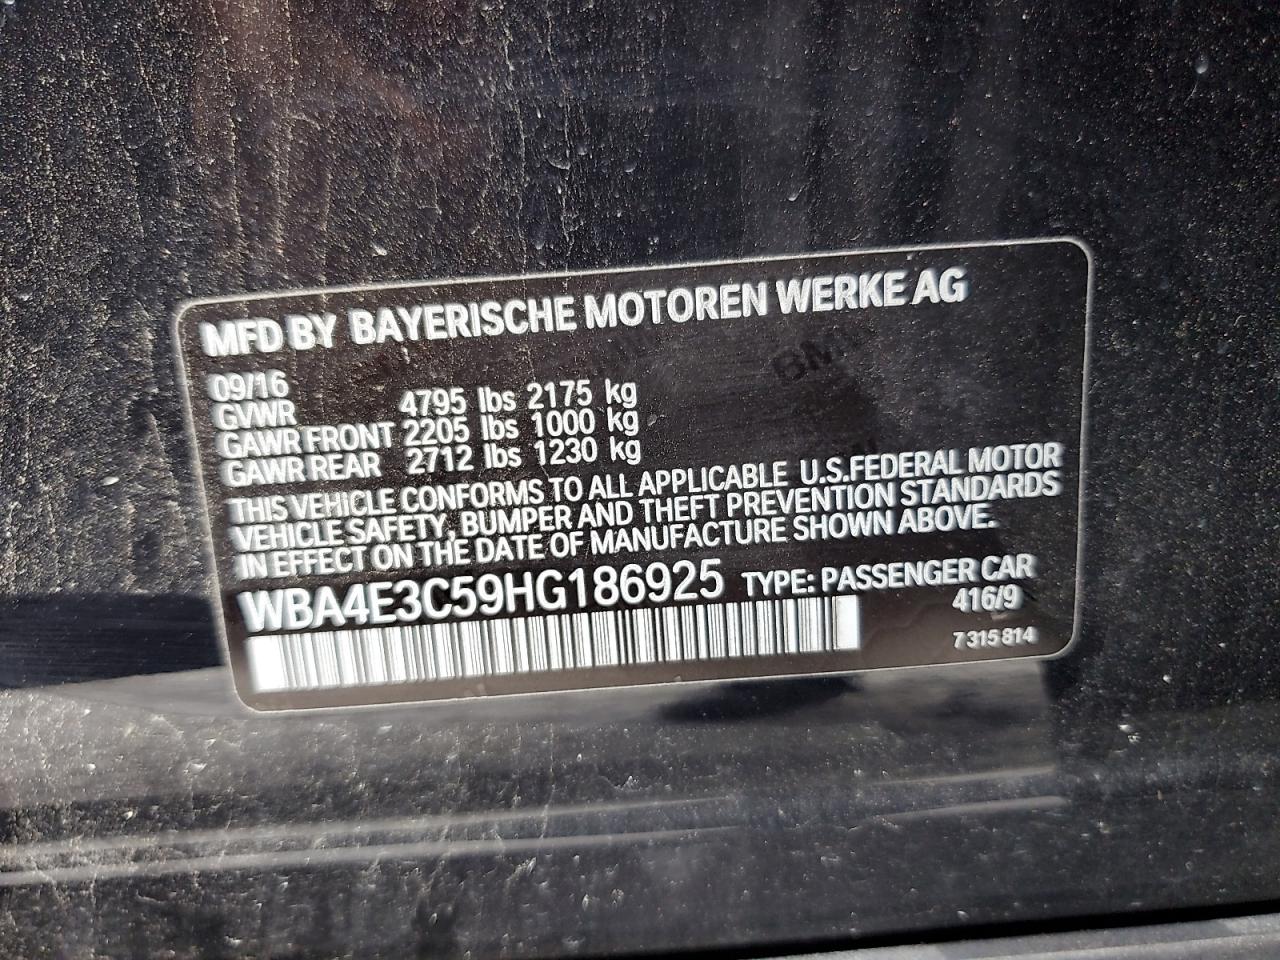 MFD BY BAYERISCHE MOTOREN WERKE AG
09/16
GVWR 4795 lbs 2175 kg
GAWR FRONT 2205 lbs 1000 kg
GAWR REAR 2712 lbs 1230 kg
THIS VEHICLE CONFORMS TO ALL APPLICABLE U.S.FEDERAL MOTOR
VEHICLE SAFETY, BUMPER AND THEFT PREVENTION STANDARDS
IN EFFECT ON THE DATE OF MANUFACTURE SHOWN ABOVE.
WBA4E3C59HG186925 TYPE: PASSENGER CAR
416/9
7 315 814